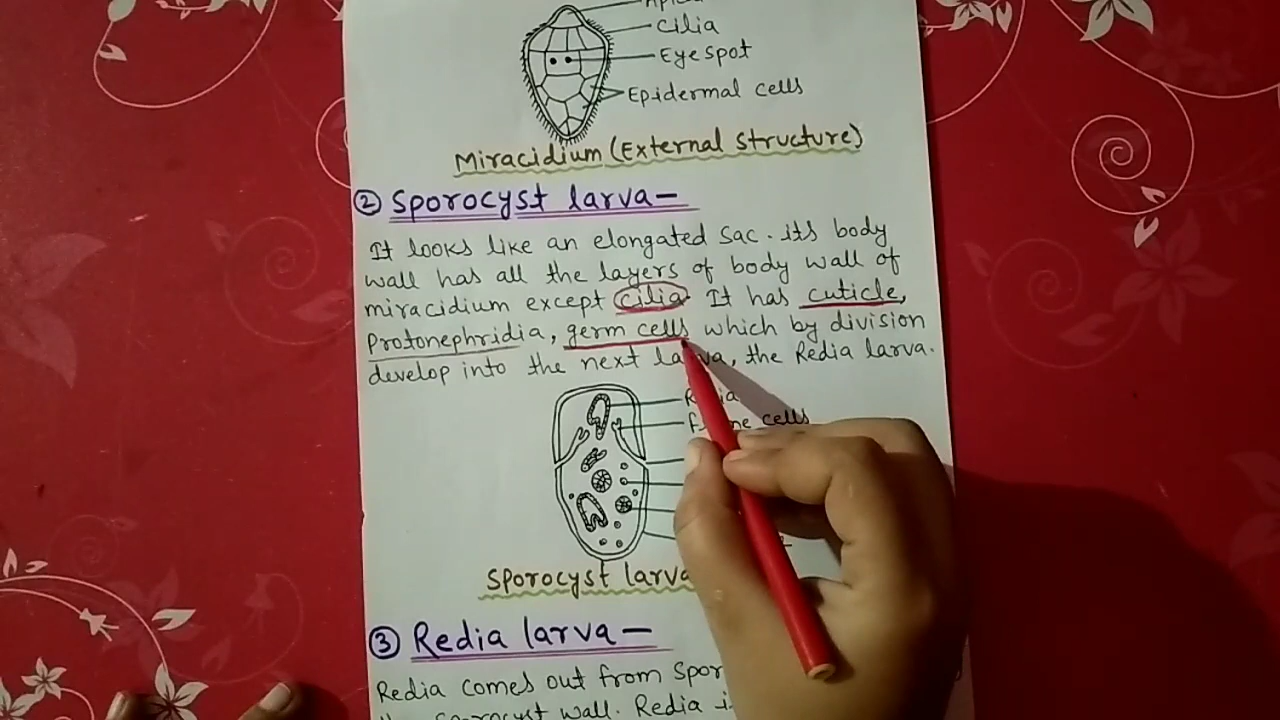 Cilia
Eye spot
Epidermal cells
Miracidium (External structure)
② Sporocyst larva—
It looks like an elongated sac. its body
wall has all the layers of body wall of
miracidium except cilia. It has cuticle,
Protonephridia, germ cells which by division
develop into the next larva, the Redia larva.
cells
Sporocyst larva
③ Redia larva—
Redia comes out from
wall. Redia